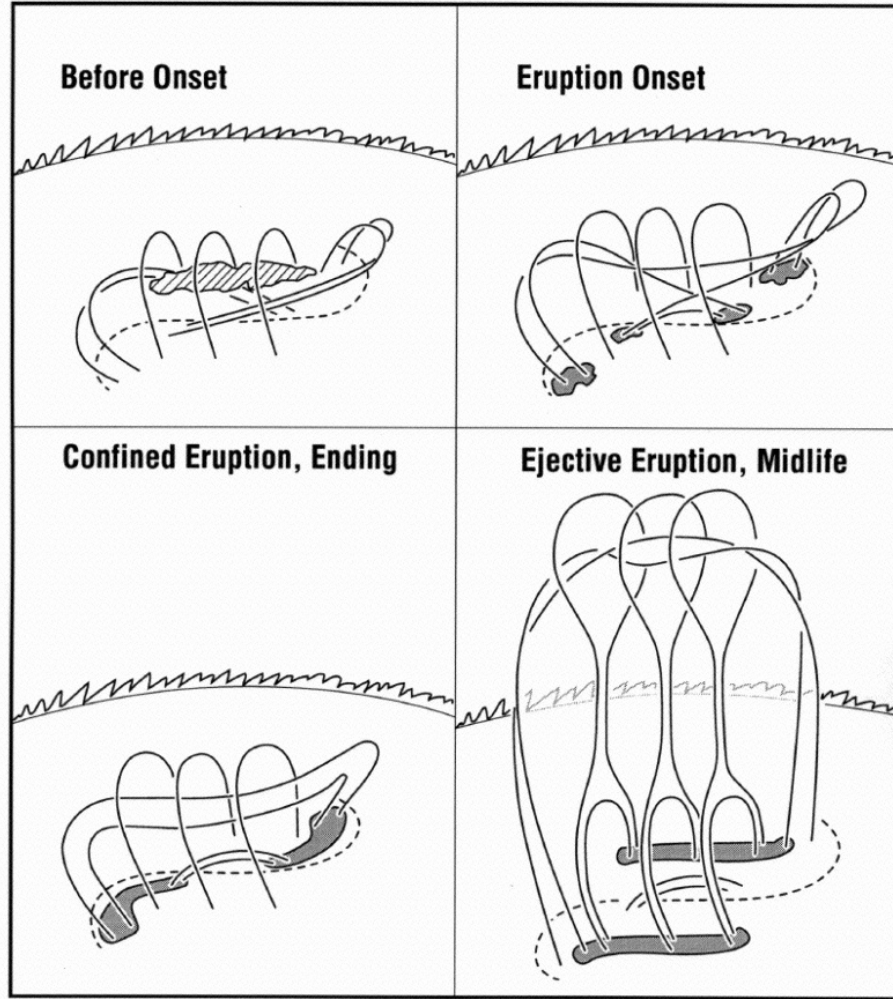 Before Onset
Eruption Onset
Confined Eruption, Ending
Ejective Eruption, Midlife